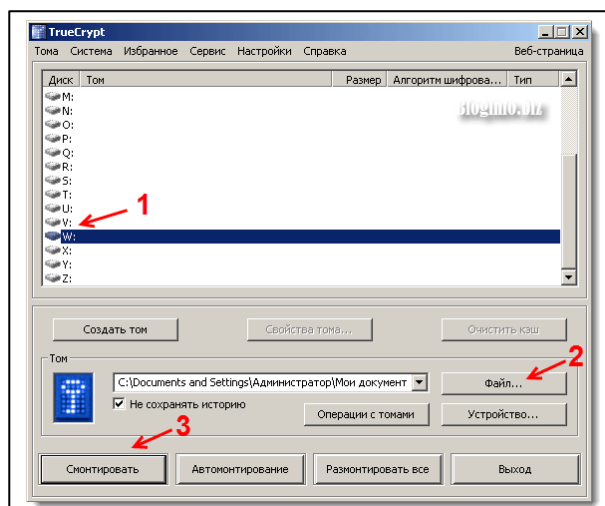 TrueCrypt
Тома Система Избранное Сервис Настройки Справка Веб-страница
Диск Том Размер Алгоритм шифрова... Тип
M:
N:
O:
P:
Q:
R:
S:
T:
1
U:
V:
W:
X:
Y:
Z:
Bloginfo.biz
Создать том Свойства тома... Очистить кэш
2
Том
C:\Documents and Settings\Администратор\Мои документ Файл...
Не сохранять историю
3
Операции с томами Устройство...
Смонтировать Автомонтирование Размонтировать все Выход